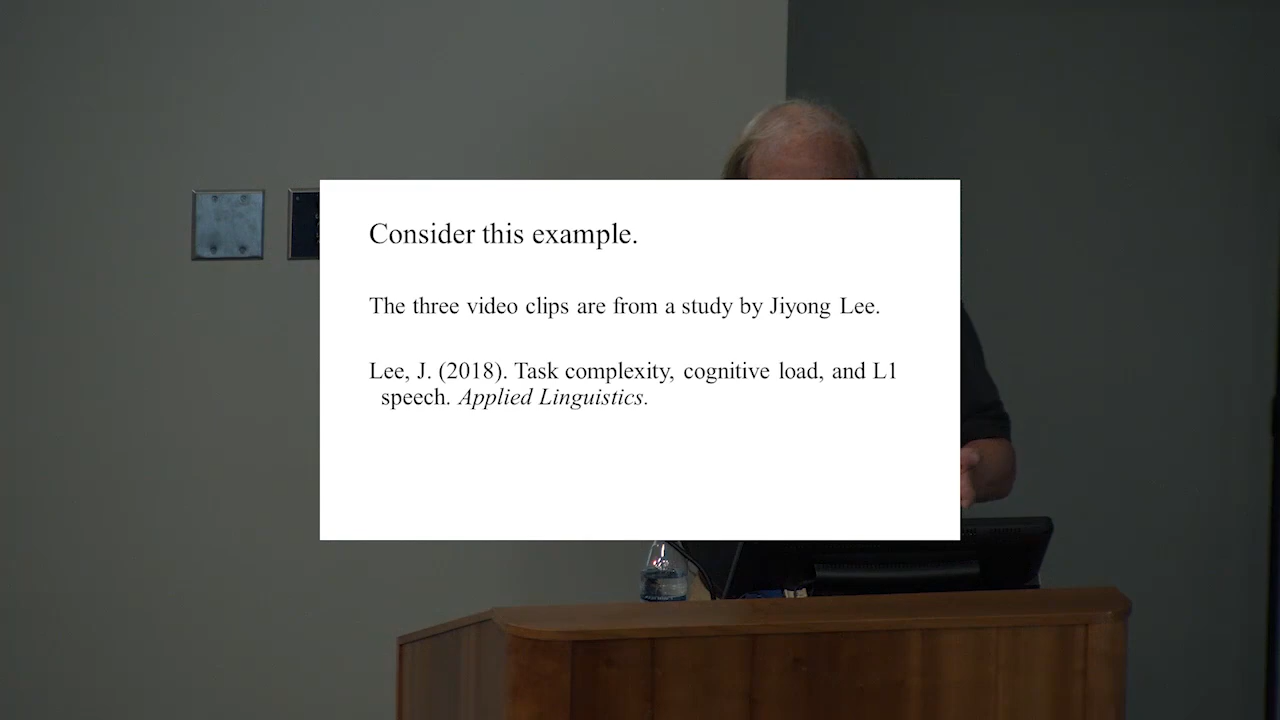 Consider this example.
The three video clips are from a study by Jiyong Lee.
Lee, J. (2018). Task complexity, cognitive load, and L1
speech. Applied Linguistics.